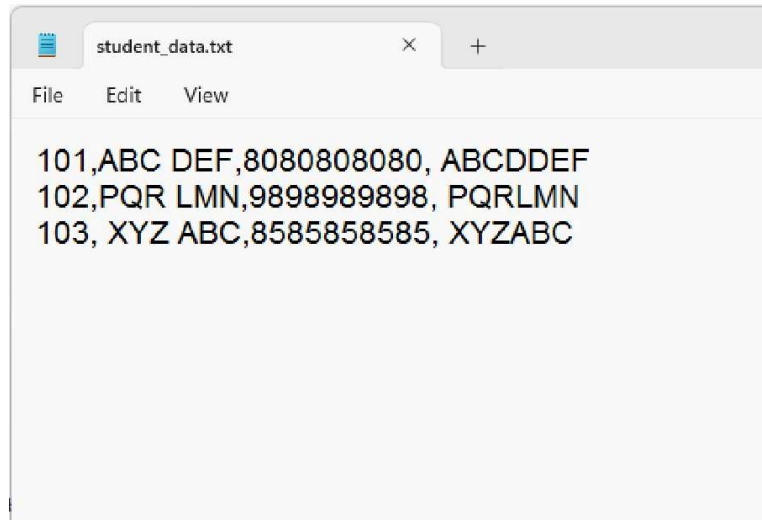 student_data.txt
File Edit View
101,ABC DEF,8080808080, ABCDDEF
102,PQR LMN,9898989898, PQRLMN
103, XYZ ABC,8585858585, XYZABC